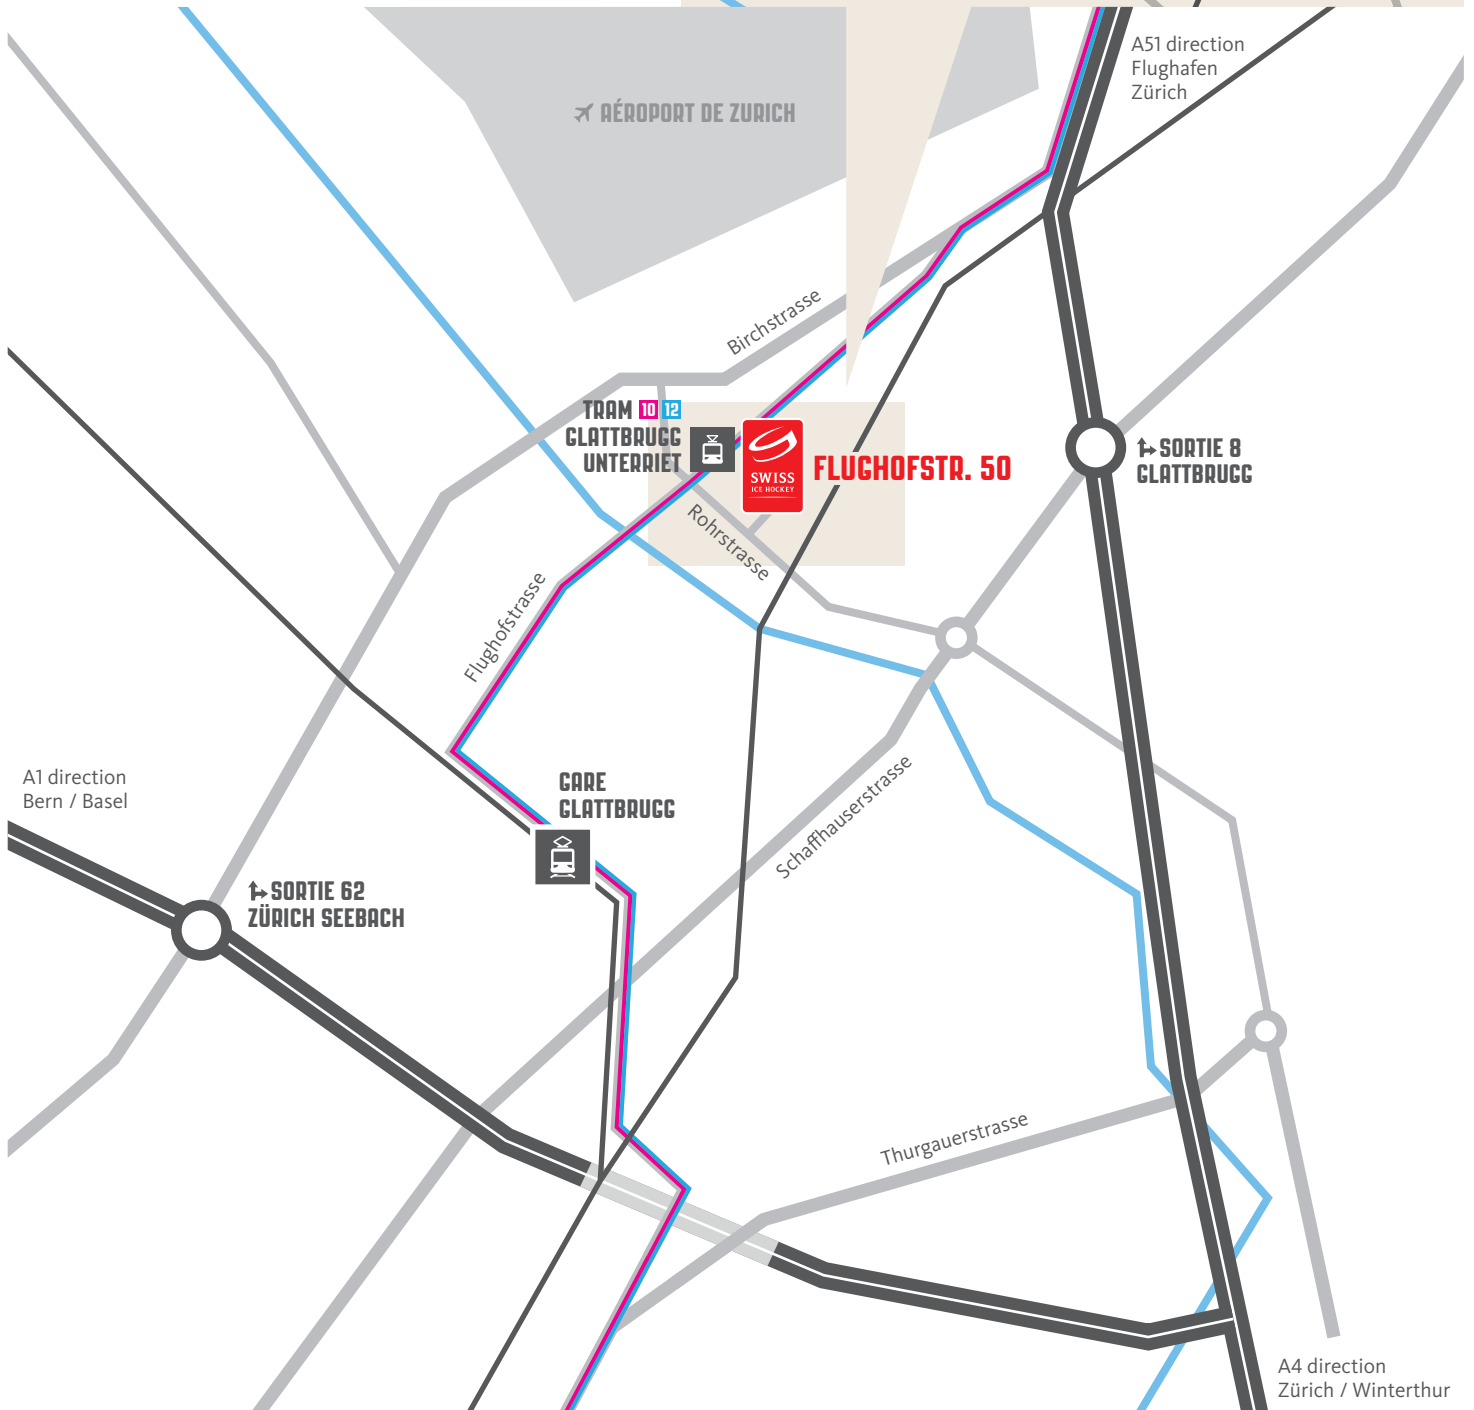 A51 direction
Flughafen
Zürich
AÉROPORT DE ZURICH
Birchstrasse
TRAM 10 12
GLATTBRUGG
UNTERRIET
SWISS
ICE HOCKEY
FLUGHOFSTR. 50
SORTIE 8
GLATTBRUGG
Rohrstrasse
Flughofstrasse
A1 direction
Bern / Basel
GARE
GLATTBRUGG
Schaffhauserstrasse
SORTIE 62
ZÜRICH SEEBACH
Thurgauerstrasse
A4 direction
Zürich / Winterthur